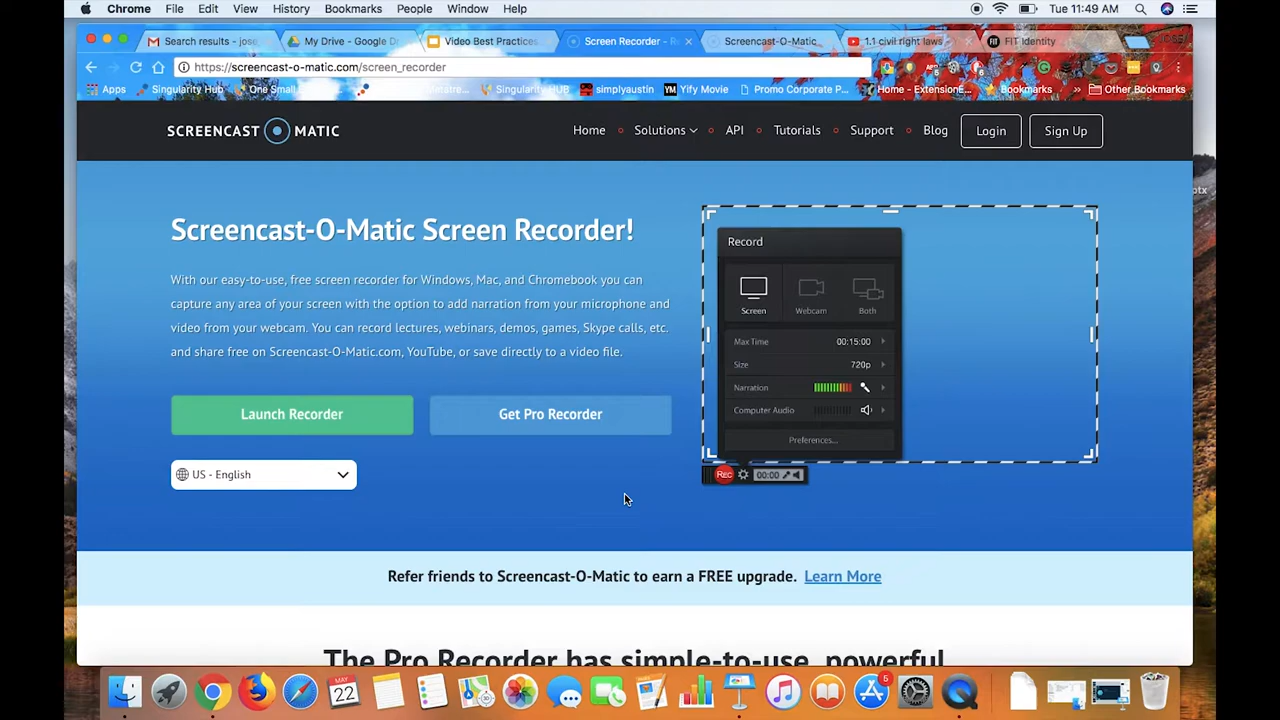 Chrome File Edit View History Bookmarks People Window Help Tue 11:49 AM
Search results - jose
My Drive - Google D
Video Best Practices
Screen Recorder -
Screencast-O-Matic
1.1 civil right laws
FIT Identity
https://screencast-o-matic.com/screen_recorder
Apps Singularity Hub One Small Singularity HUB simplyaustin YM Yify Movie Promo Corporate P... Home - ExtensionE... Bookmarks » Other Bookmarks
SCREENCAST MATIC
Home Solutions API Tutorials Support Blog Login Sign Up
Screencast-O-Matic Screen Recorder!
With our easy-to-use, free screen recorder for Windows, Mac, and Chromebook you can
capture any area of your screen with the option to add narration from your microphone and
video from your webcam. You can record lectures, webinars, demos, games, Skype calls, etc.
and share free on Screencast-O-Matic.com, YouTube, or save directly to a video file.
Launch Recorder
Get Pro Recorder
US - English
Record
Screen Webcam Both
Max Time 00:15:00
Size 720p
Narration
Computer Audio
Preferences...
Rec 00:00
Refer friends to Screencast-O-Matic to earn a FREE upgrade. Learn More
The Pro Recorder has simple-to-use, powerful
MAY
22
5